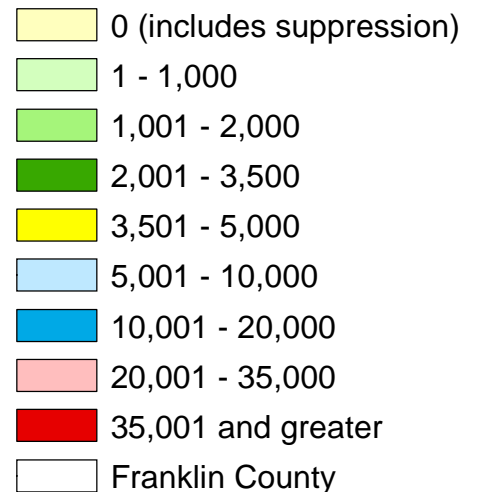 0 (includes suppression)
1 - 1,000
1,001 - 2,000
2,001 - 3,500
3,501 - 5,000
5,001 - 10,000
10,001 - 20,000
20,001 - 35,000
35,001 and greater
Franklin County